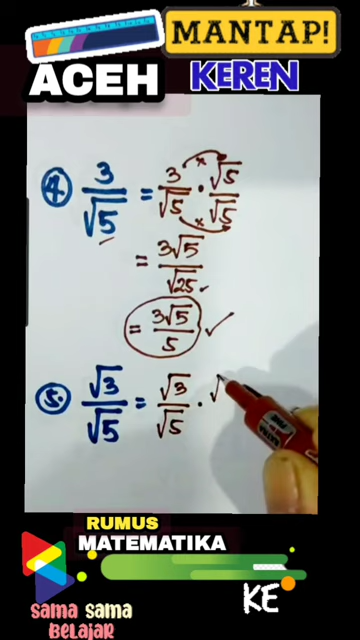 MANTAP!
ACEH KEREN
4. 3/√5 = 3/√5 · √5/√5
= 3√5/√25
= 3√5/5 ✓
5. √3/√5 = √3/√5 · √
RUMUS
MATEMATIKA
KE
SAMA SAMA
BELAJAR